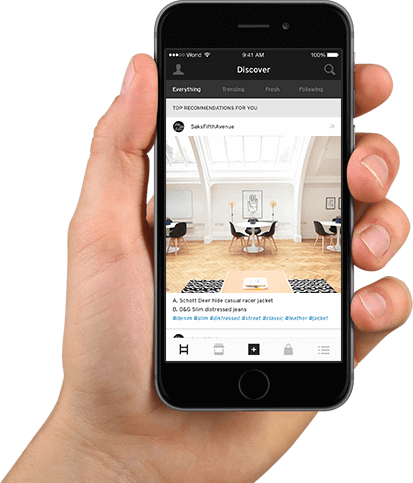 World 9:41 AM 100%
Discover
Everything Trending Fresh Following
TOP RECOMMENDATIONS FOR YOU
SaksFifthAvenue
A. Schott Deer hide casual racer jacket
B. D&G Slim distressed jeans
#denim #slim #distressed #street #classic #leather #jacket